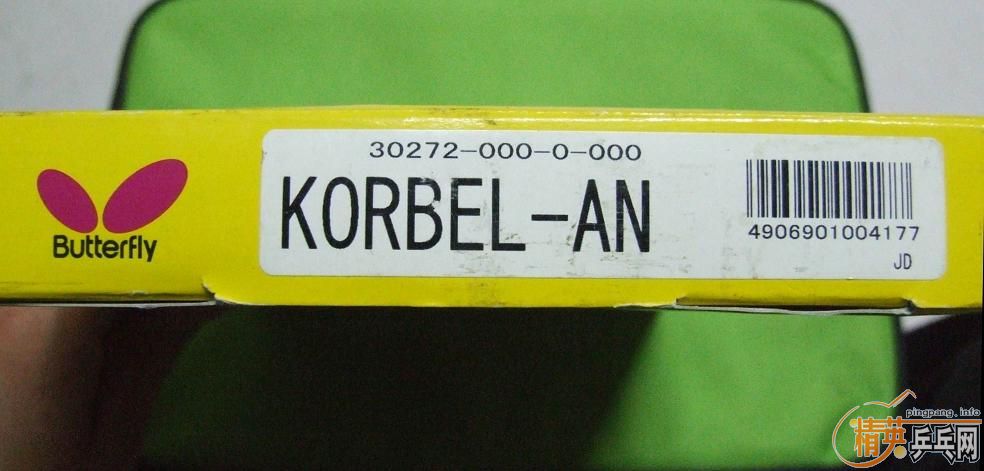 30272-000-0-000
KORBEL-AN
Butterfly
4906901004177
JD
pingpang.info
精英乒乓网